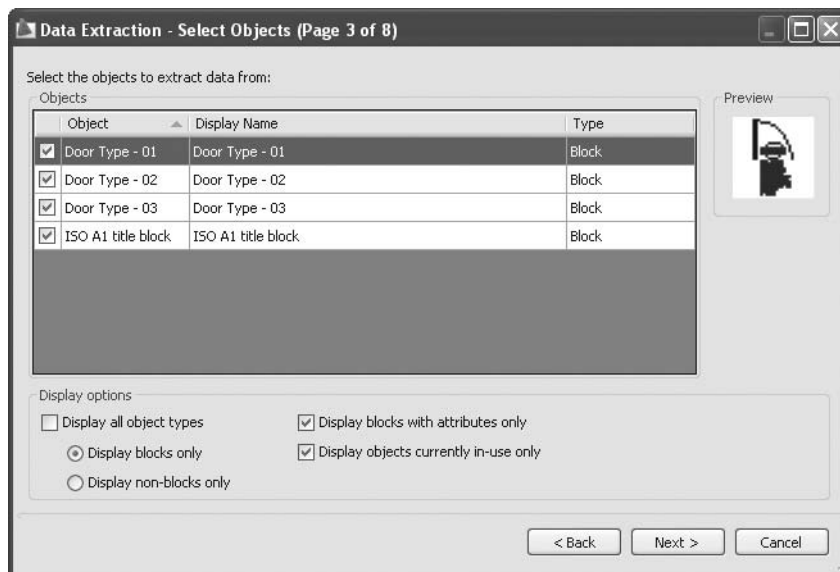 Data Extraction - Select Objects (Page 3 of 8)
Select the objects to extract data from:
Objects
Preview
Object Display Name Type
Door Type - 01 Door Type - 01 Block
Door Type - 02 Door Type - 02 Block
Door Type - 03 Door Type - 03 Block
ISO A1 title block ISO A1 title block Block
Display options
Display all object types Display blocks with attributes only
Display blocks only Display objects currently in-use only
Display non-blocks only
< Back Next > Cancel